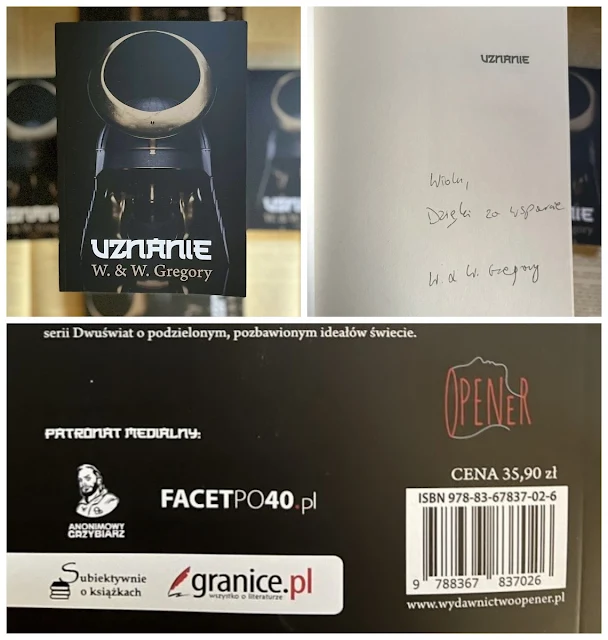 UZNANIE
W. & W. Gregory
UZNANIE
Wiolu,
Dzięki za wsparcie
W. & W. Gregory
serii Dwuświat o podzielonym, pozbawionym ideałów świecie.
PATRONAT MEDIALNY:
ANONIMOWY
GRZYBIARZ
FACETPO40.pl
Subiektywnie
o książkach
granice.pl
wszystko o literaturze
OPENER
CENA 35,90 zł
ISBN 978-83-67837-02-6
9 788367 837026
www.wydawnictwoopener.pl